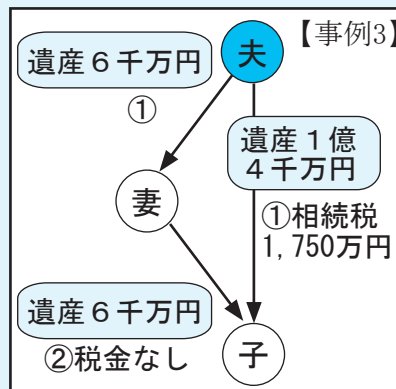 【事例3】
夫
遺産６千万円
①
遺産１億
４千万円
妻
①相続税
1,750万円
遺産６千万円
②税金なし
子